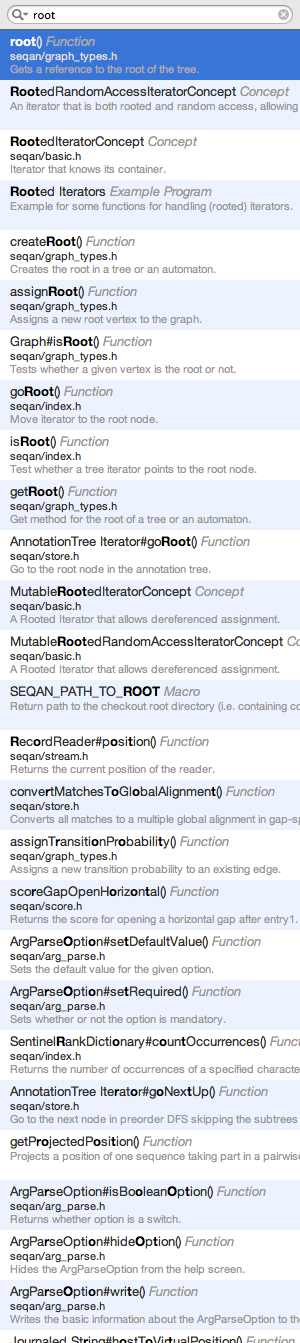 root
root() Function
seqan/graph_types.h
Gets a reference to the root of the tree.
RootedRandomAccessIteratorConcept Concept
An iterator that is both rooted and random access, allowing
RootedIteratorConcept Concept
seqan/basic.h
Iterator that knows its container.
Rooted Iterators Example Program
Example for some functions for handling (rooted) iterators.
createRoot() Function
seqan/graph_types.h
Creates the root in a tree or an automaton.
assignRoot() Function
seqan/graph_types.h
Assigns a new root vertex to the graph.
Graph#isRoot() Function
seqan/graph_types.h
Tests whether a given vertex is the root or not.
goRoot() Function
seqan/index.h
Move iterator to the root node.
isRoot() Function
seqan/index.h
Test whether a tree iterator points to the root node.
getRoot() Function
seqan/graph_types.h
Get method for the root of a tree or an automaton.
AnnotationTree Iterator#goRoot() Function
seqan/store.h
Go to the root node in the annotation tree.
MutableRootedIteratorConcept Concept
seqan/basic.h
A Rooted Iterator that allows dereferenced assignment.
MutableRootedRandomAccessIteratorConcept Co
seqan/basic.h
A Rooted Iterator that allows dereferenced assignment.
SEQAN_PATH_TO_ROOT Macro
Return path to the checkout root directory (i.e. containing co
RecordReader#position() Function
seqan/stream.h
Returns the current position of the reader.
convertMatchesToGlobalAlignment() Function
seqan/store.h
Converts all matches to a multiple global alignment in gap-sp
assignTransitionProbability() Function
seqan/graph_types.h
Assigns a new transition probability to an existing edge.
scoreGapOpenHorizontal() Function
seqan/score.h
Returns the score for opening a horizontal gap after entry1.
ArgParseOption#setDefaultValue() Function
seqan/arg_parse.h
Sets the default value for the given option.
ArgParseOption#setRequired() Function
seqan/arg_parse.h
Sets whether or not the option is mandatory.
SentinelRankDictionary#countOccurrences() Funct
seqan/index.h
Returns the number of occurrences of a specified characte
AnnotationTree Iterator#goNextUp() Function
seqan/store.h
Go to the next node in preorder DFS skipping the subtrees
getProjectedPosition() Function
Projects a position of one sequence taking part in a pairwise
ArgParseOption#isBooleanOption() Function
seqan/arg_parse.h
Returns whether option is a switch.
ArgParseOption#hideOption() Function
seqan/arg_parse.h
Hides the ArgParseOption from the help screen.
ArgParseOption#write() Function
seqan/arg_parse.h
Writes the basic information about the ArgParseOption to th
Journaled String#hostToVirtualPosition() Function